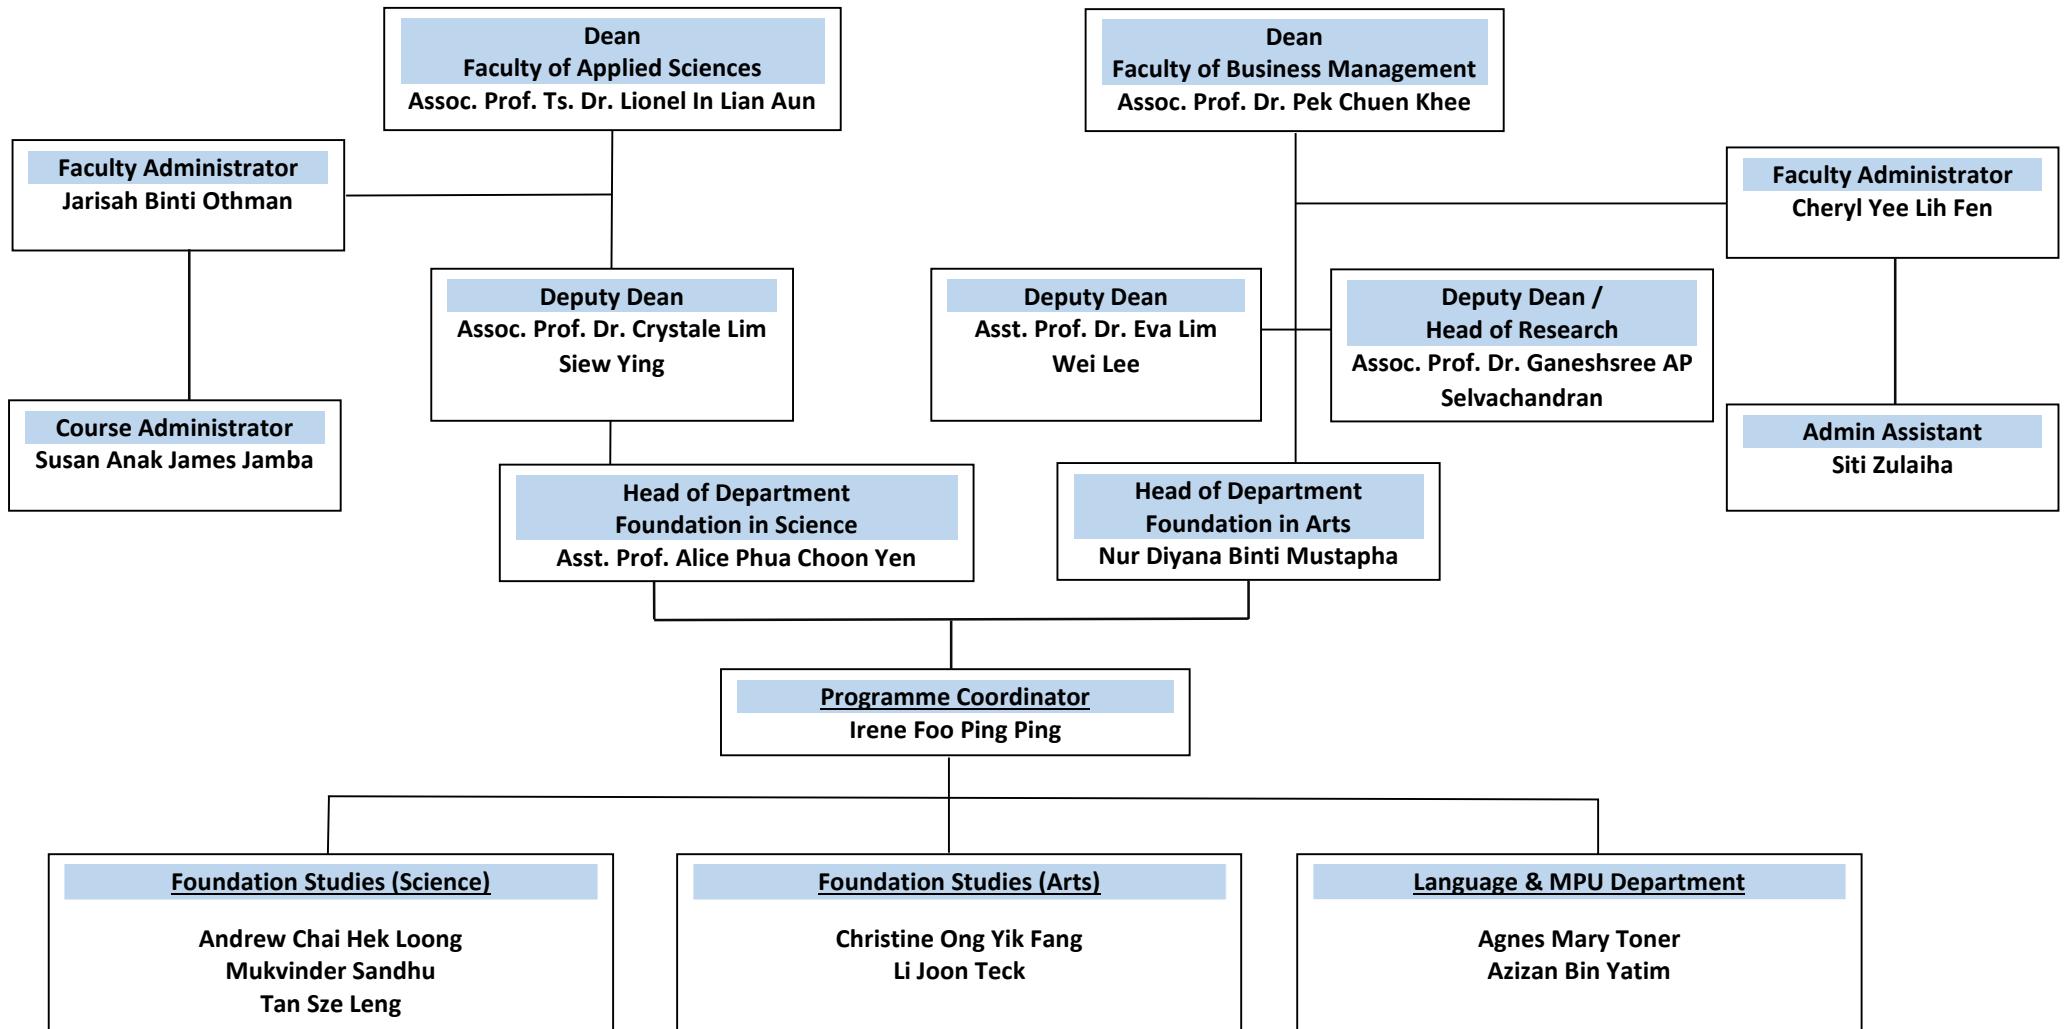 Dean
Faculty of Applied Sciences
Assoc. Prof. Ts. Dr. Lionel In Lian Aun
Dean
Faculty of Business Management
Assoc. Prof. Dr. Pek Chuen Khee
Faculty Administrator
Jarisah Binti Othman
Faculty Administrator
Cheryl Yee Lih Fen
Deputy Dean
Assoc. Prof. Dr. Crystale Lim
Siew Ying
Deputy Dean
Asst. Prof. Dr. Eva Lim
Wei Lee
Deputy Dean /
Head of Research
Assoc. Prof. Dr. Ganeshsree AP
Selvachandran
Course Administrator
Susan Anak James Jamba
Admin Assistant
Siti Zulaiha
Head of Department
Foundation in Science
Asst. Prof. Alice Phua Choon Yen
Head of Department
Foundation in Arts
Nur Diyana Binti Mustapha
Programme Coordinator
Irene Foo Ping Ping
Foundation Studies (Science)
Andrew Chai Hek Loong
Mukvinder Sandhu
Tan Sze Leng
Foundation Studies (Arts)
Christine Ong Yik Fang
Li Joon Teck
Language & MPU Department
Agnes Mary Toner
Azizan Bin Yatim